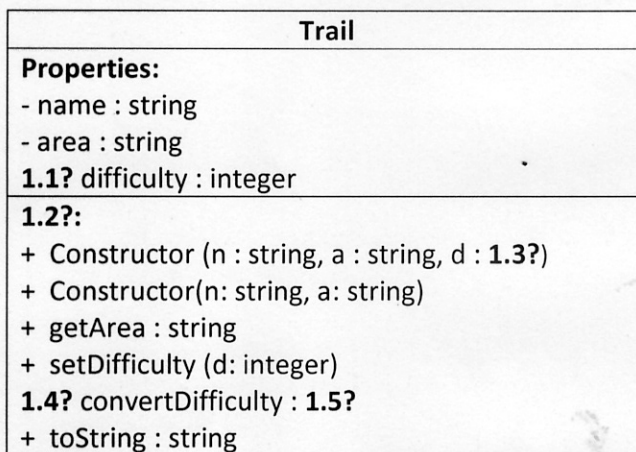 Trail
Properties:
- name : string
- area : string
1.1? difficulty : integer
1.2?:
+ Constructor (n : string, a : string, d : 1.3?)
+ Constructor(n: string, a: string)
+ getArea : string
+ setDifficulty (d: integer)
1.4? convertDifficulty : 1.5?
+ toString : string